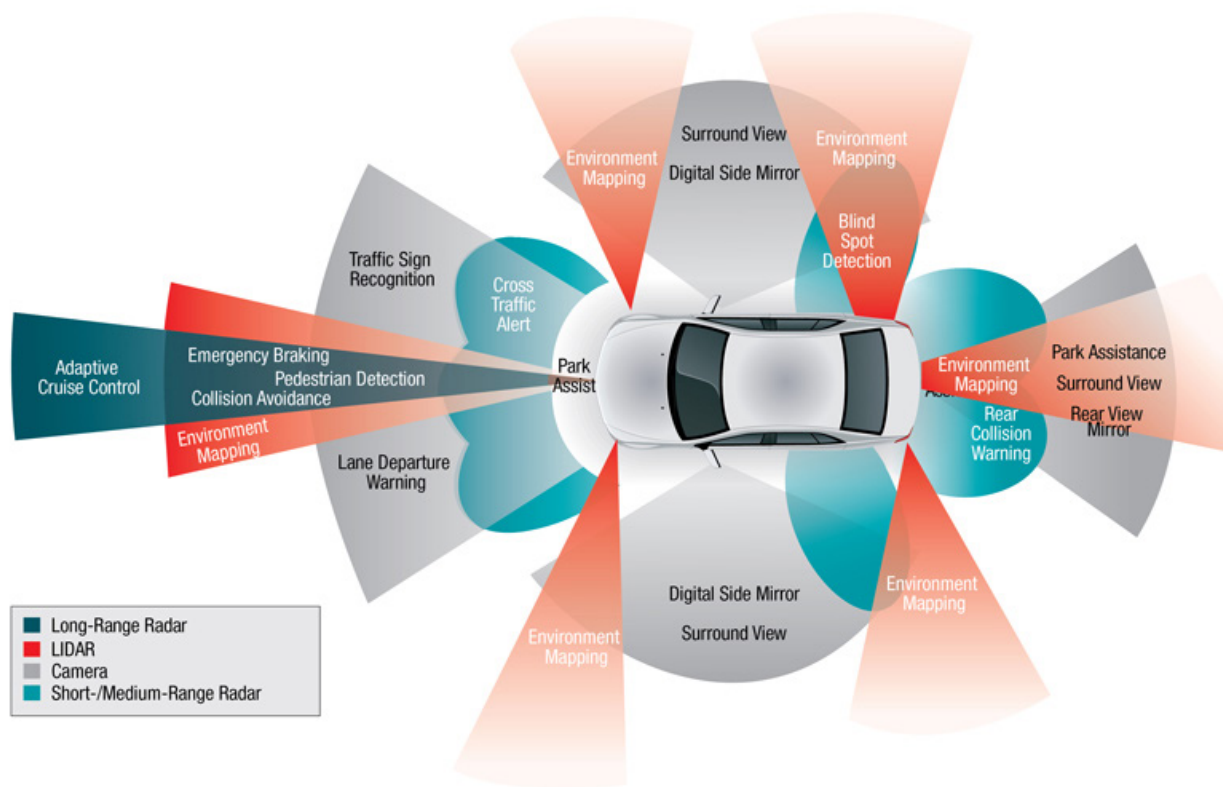 Environment
Mapping
Surround View
Digital Side Mirror
Environment
Mapping
Blind
Spot
Detection
Traffic Sign
Recognition
Cross
Traffic
Alert
Adaptive
Cruise Control
Emergency Braking
Pedestrian Detection
Collision Avoidance
Environment
Mapping
Lane Departure
Warning
Park
Assist
Environment
Mapping
Rear
Collision
Warning
Park Assistance
Surround View
Rear View
Mirror
Digital Side Mirror
Surround View
Environment
Mapping
Environment
Mapping
Long-Range Radar
LIDAR
Camera
Short-/Medium-Range Radar